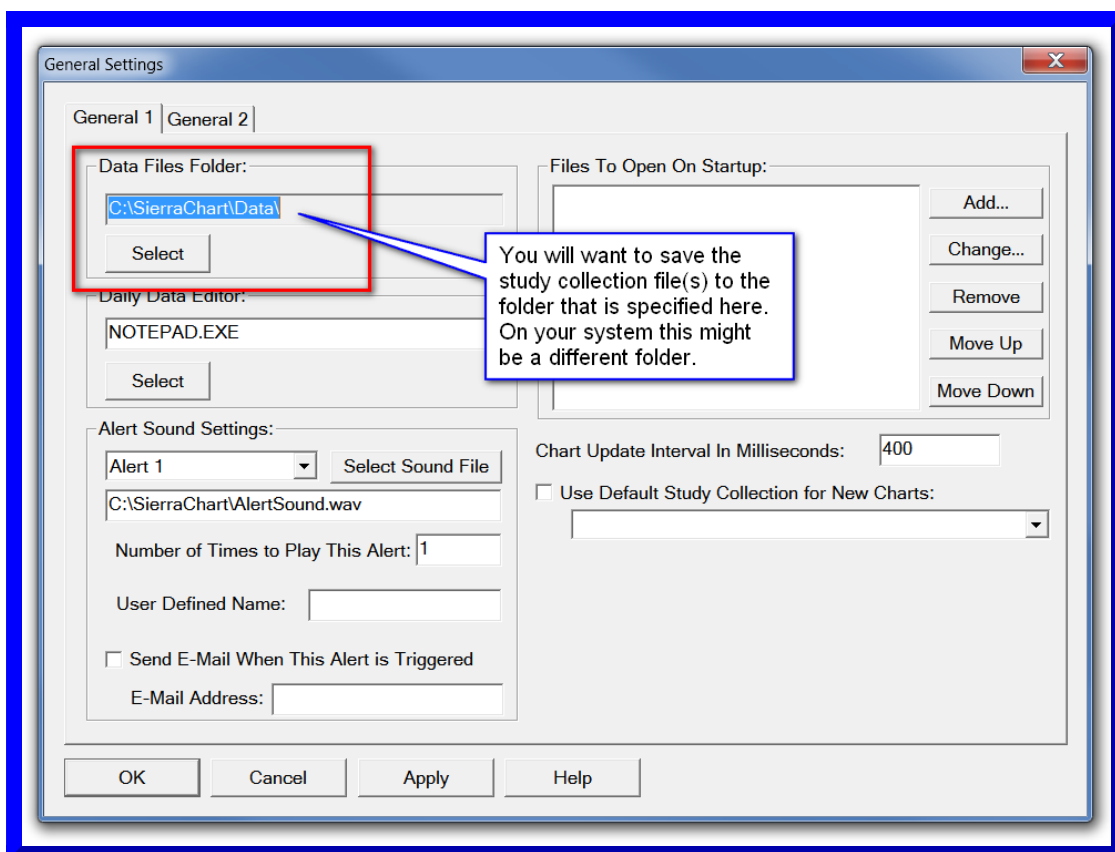 General Settings
X
General 1
General 2
Data Files Folder:
C:\SierraChart\Data\
Select
Daily Data Editor:
NOTEPAD.EXE
Select
Alert Sound Settings:
Alert 1
Select Sound File
C:\SierraChart\AlertSound.wav
Number of Times to Play This Alert: 1
User Defined Name:
Send E-Mail When This Alert is Triggered
E-Mail Address:
Files To Open On Startup:
Add...
Change...
Remove
Move Up
Move Down
You will want to save the
study collection file(s) to the
folder that is specified here.
On your system this might
be a different folder.
Chart Update Interval In Milliseconds: 400
Use Default Study Collection for New Charts:
OK
Cancel
Apply
Help